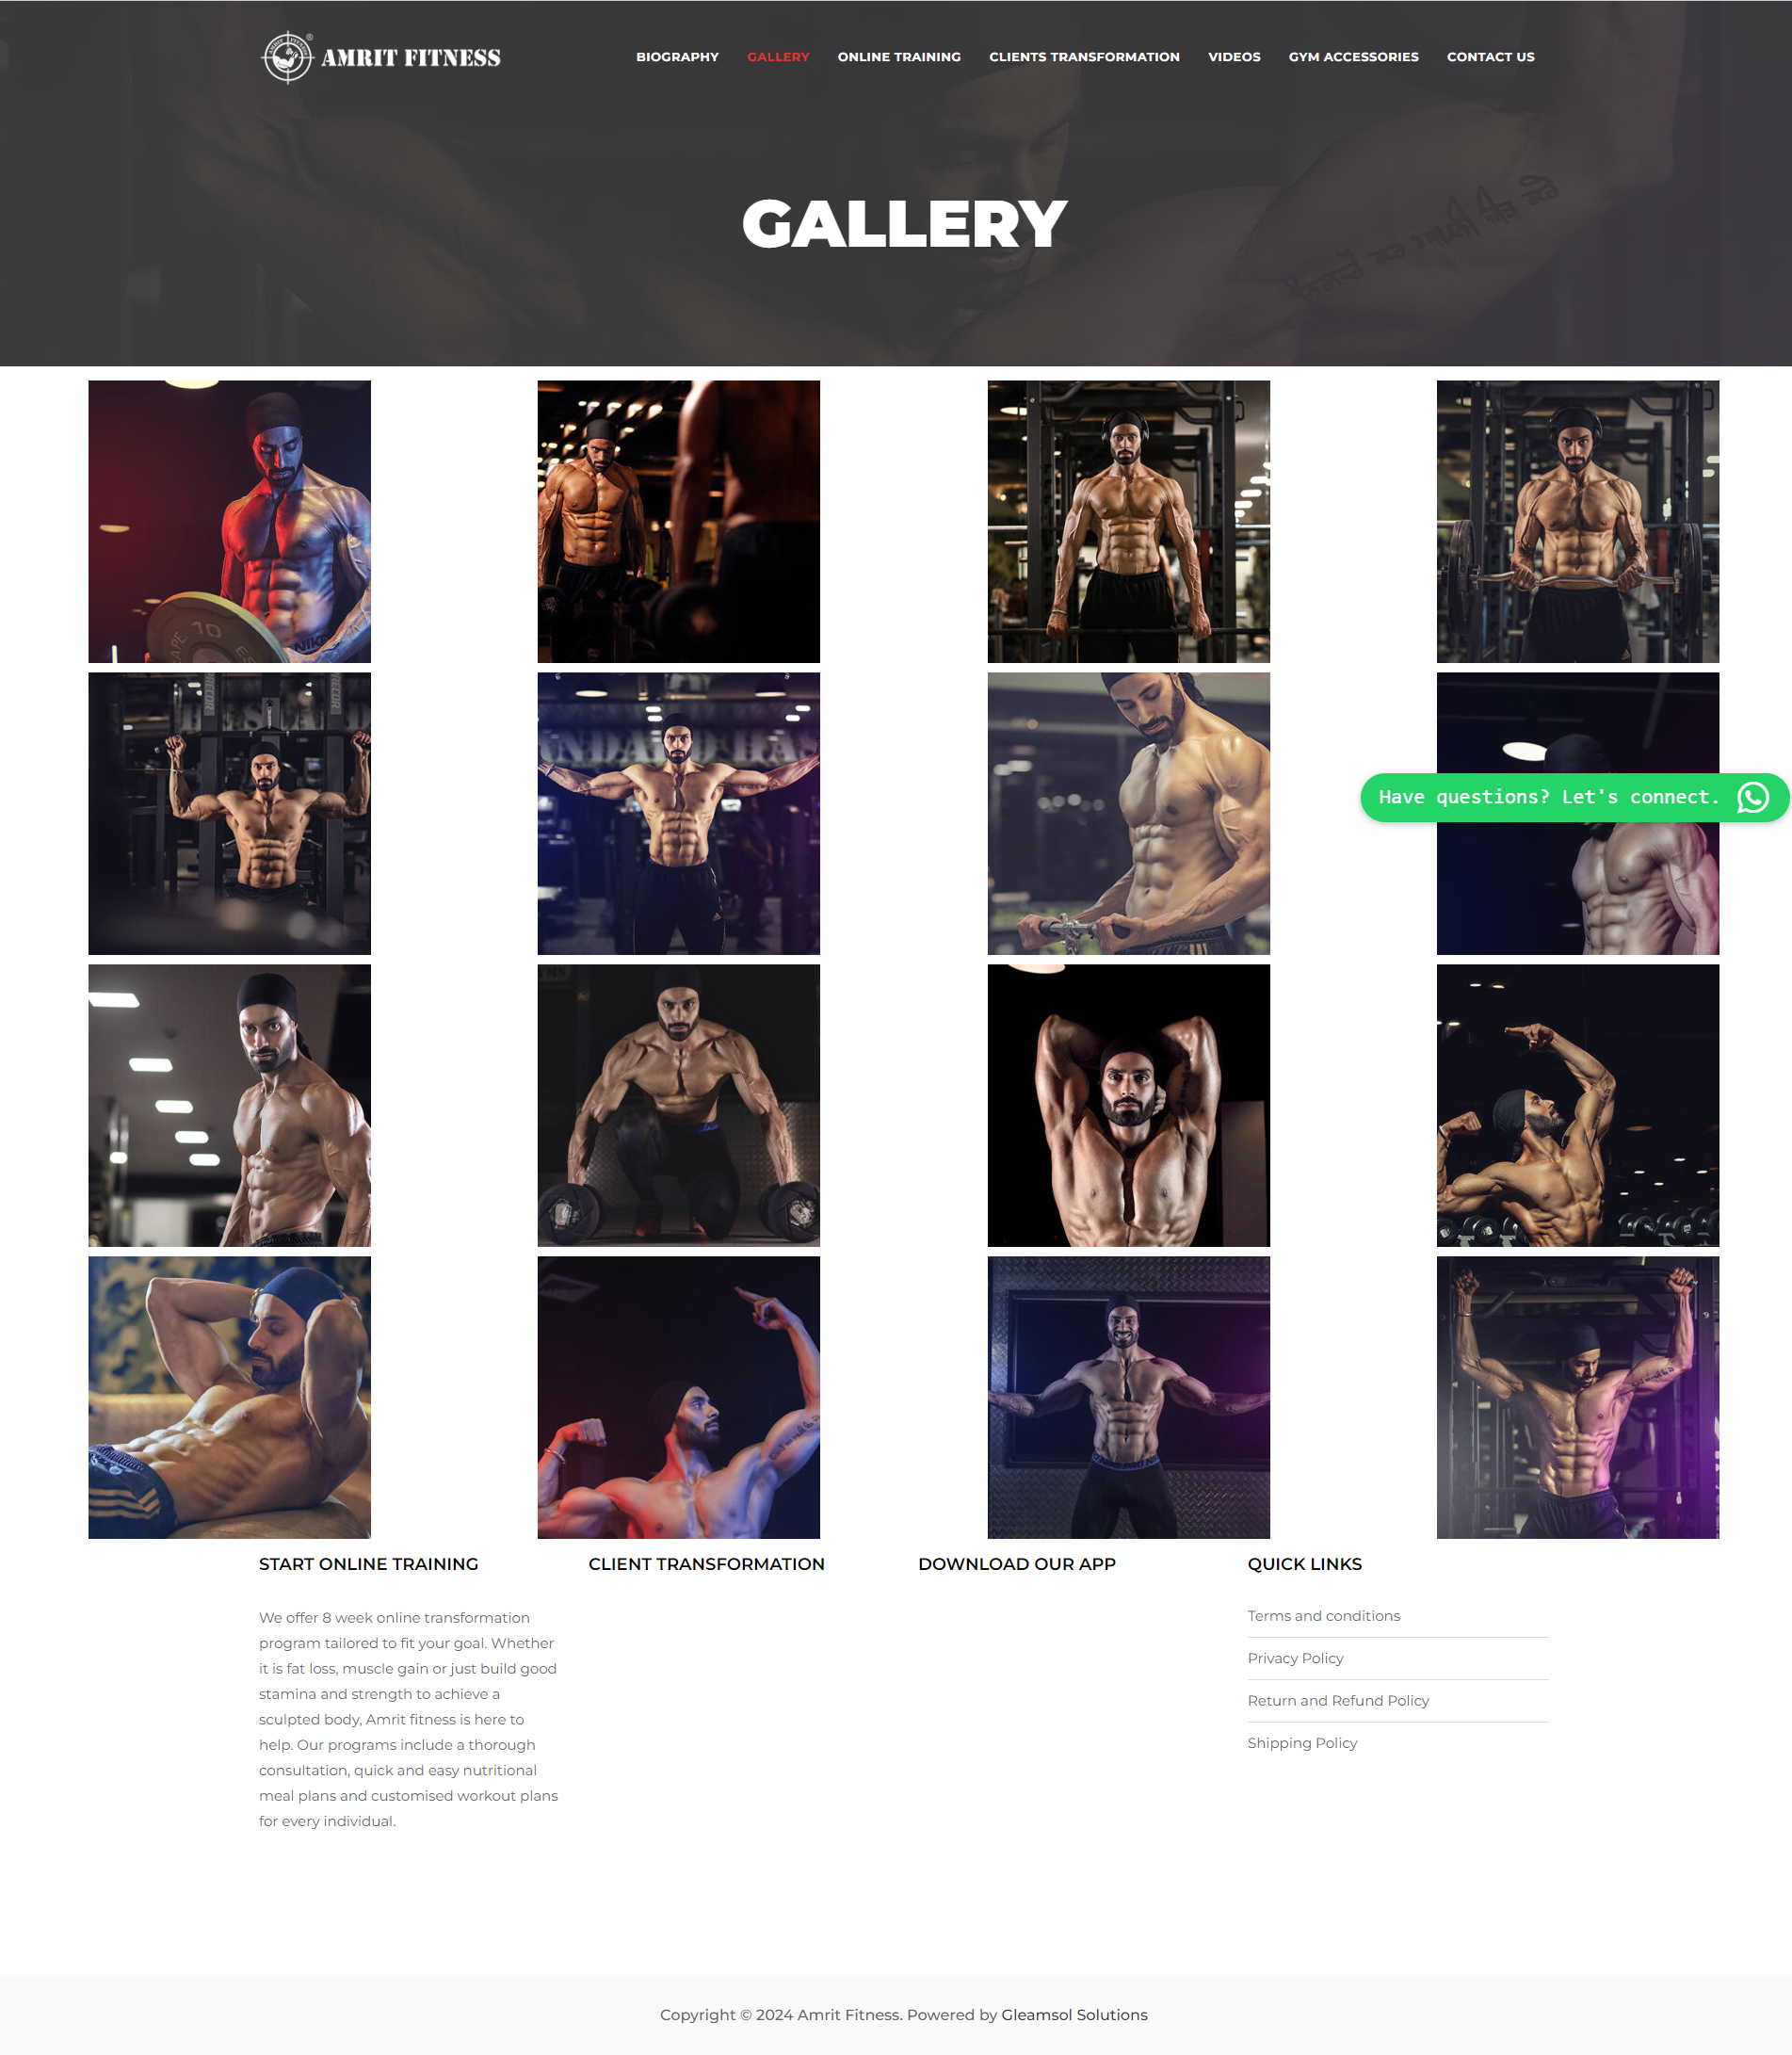 AMRIT FITNESS
®
BIOGRAPHY GALLERY ONLINE TRAINING CLIENTS TRANSFORMATION VIDEOS GYM ACCESSORIES CONTACT US
GALLERY
10
NIKE
Have questions? Let's connect.
START ONLINE TRAINING
We offer 8 week online transformation
program tailored to fit your goal. Whether
it is fat loss, muscle gain or just build good
stamina and strength to achieve a
sculpted body, Amrit fitness is here to
help. Our programs include a thorough
consultation, quick and easy nutritional
meal plans and customised workout plans
for every individual.
CLIENT TRANSFORMATION
DOWNLOAD OUR APP
QUICK LINKS
Terms and conditions
Privacy Policy
Return and Refund Policy
Shipping Policy
Copyright © 2024 Amrit Fitness. Powered by Gleamsol Solutions